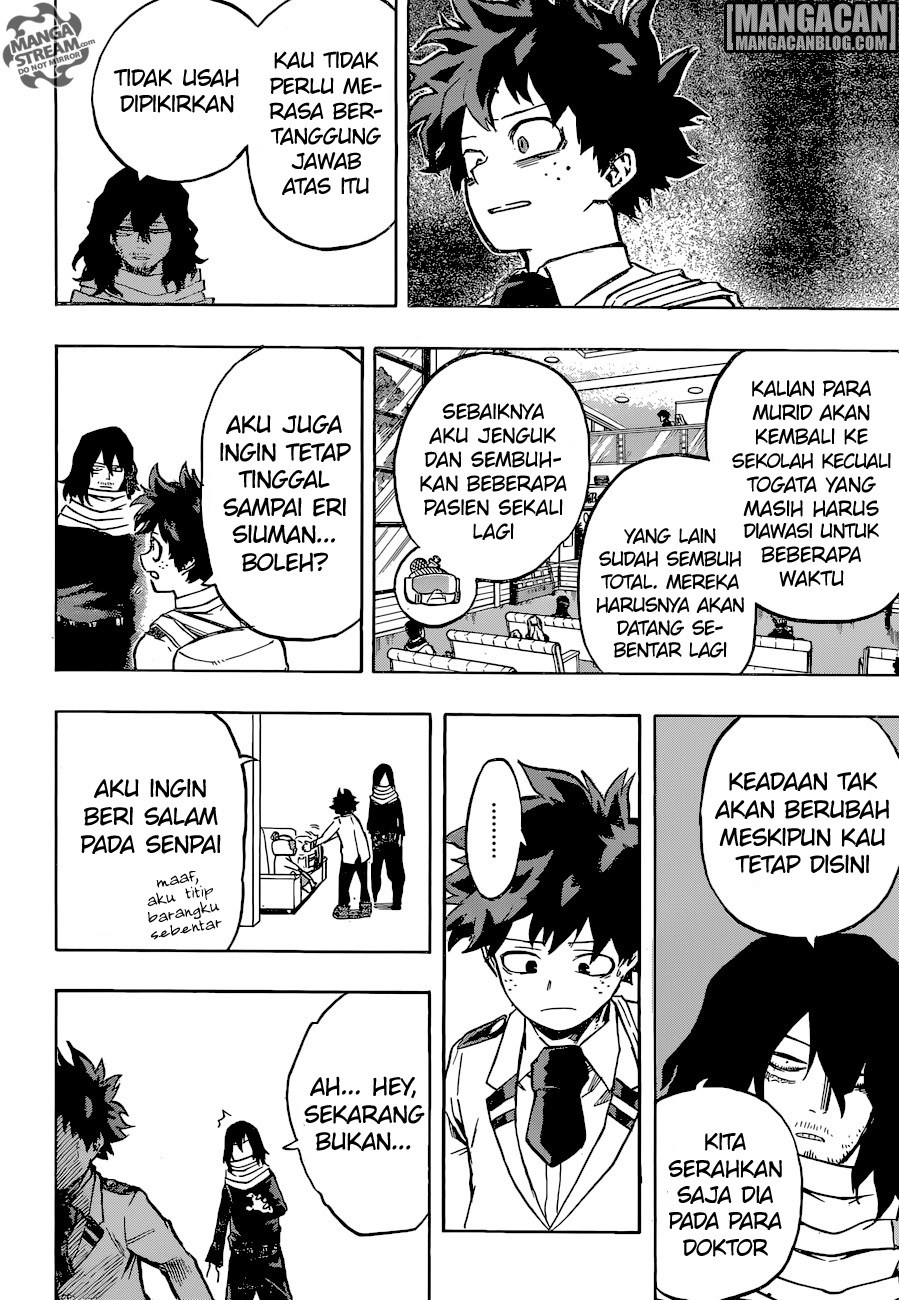 MANGA
STREAM.com
DO NOT MIRROR!
[MANGACAN]
MANGACANBLOG.COM
KAU TIDAK
PERLU ME-
RASA BER-
TANGGUNG
JAWAB
ATAS ITU
TIDAK USAH
DIPIKIRKAN
KALIAN PARA
MURID AKAN
KEMBALI KE
SEKOLAH KECUALI
TOGATA YANG
MASIH HARUS
DIAWASI UNTUK
BEBERAPA
WAKTU
YANG LAIN
SUDAH SEMBUH
TOTAL. MEREKA
HARUSNYA AKAN
DATANG SE-
BENTAR LAGI
SEBAIKNYA
AKU JENGUK
DAN SEMBUH-
KAN BEBERAPA
PASIEN SEKALI
LAGI
AKU JUGA
INGIN TETAP
TINGGAL
SAMPAI ERI
SILUMAN...
BOLEH?
KEADAAN TAK
AKAN BERUBAH
MESKIPUN KAU
TETAP DISINI
KITA
SERAHKAN
SAJA DIA
PADA PARA
DOKTOR
.........
AKU INGIN
BERI SALAM
PADA SENPAI
maaf,
aku titip
barangku
sebentar
AH... HEY,
SEKARANG
BUKAN...